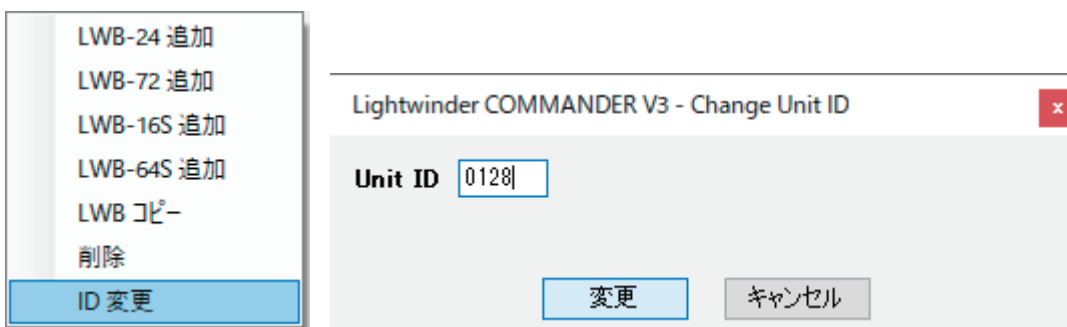 LWB-24 追加
LWB-72 追加
LWB-16S 追加
LWB-64S 追加
LWB コピー
削除
ID 変更
Lightwinder COMMANDER V3 - Change Unit ID
x
Unit ID 0128
変更 キャンセル